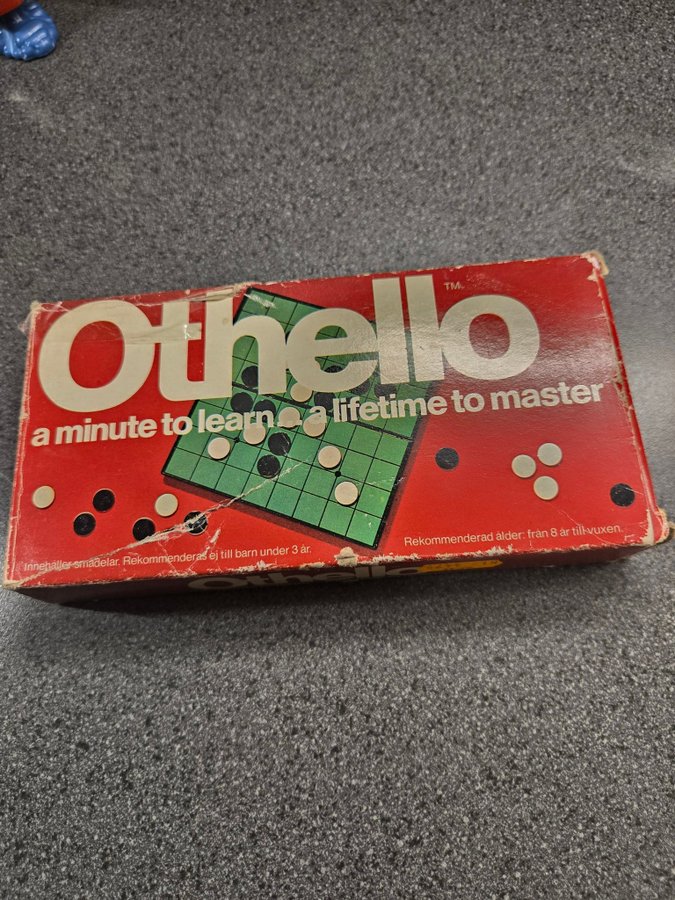 Othello™
a minute to learn... a lifetime to master
Innehåller smådelar. Rekommenderas ej till barn under 3 år.
Rekommenderad ålder: från 8 år till vuxen.
Othello